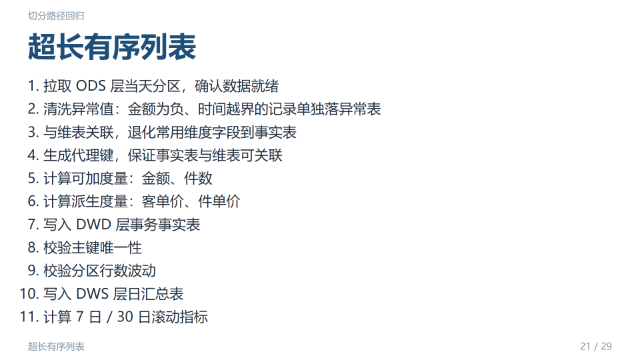 切分路径回归
超长有序列表
1. 拉取 ODS 层当天分区，确认数据就绪
2. 清洗异常值：金额为负、时间越界的记录单独落异常表
3. 与维表关联，退化常用维度字段到事实表
4. 生成代理键，保证事实表与维表可关联
5. 计算可加度量：金额、件数
6. 计算派生度量：客单价、件单价
7. 写入 DWD 层事务事实表
8. 校验主键唯一性
9. 校验分区行数波动
10. 写入 DWS 层日汇总表
11. 计算 7 日 / 30 日滚动指标
超长有序列表
21 / 29